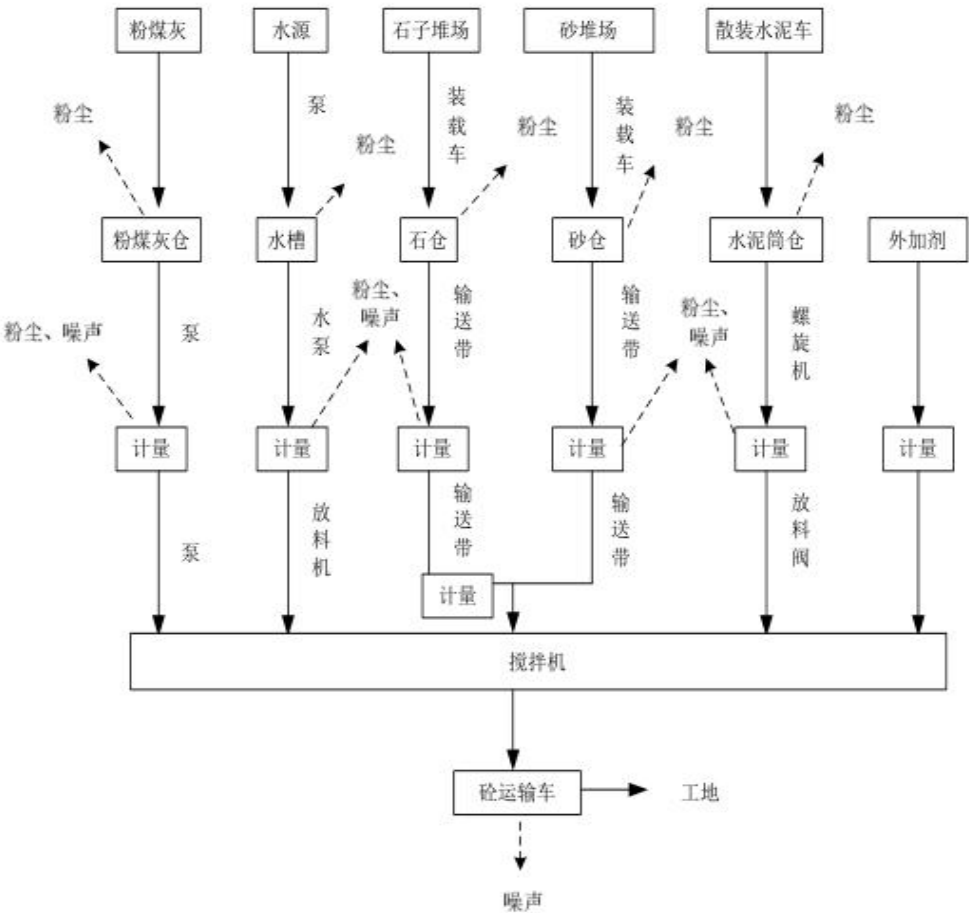 粉煤灰
水源
石子堆场
砂堆场
散装水泥车
粉尘
泵
粉尘
装载车
粉尘
装载车
粉尘
粉尘
粉煤灰仓
水槽
石仓
砂仓
水泥筒仓
外加剂
粉尘、噪声
泵
水泵
粉尘、
噪声
输送带
输送带
粉尘、
噪声
螺旋机
计量
计量
计量
计量
计量
计量
泵
放料机
输送带
输送带
放料阀
计量
搅拌机
砼运输车
工地
噪声